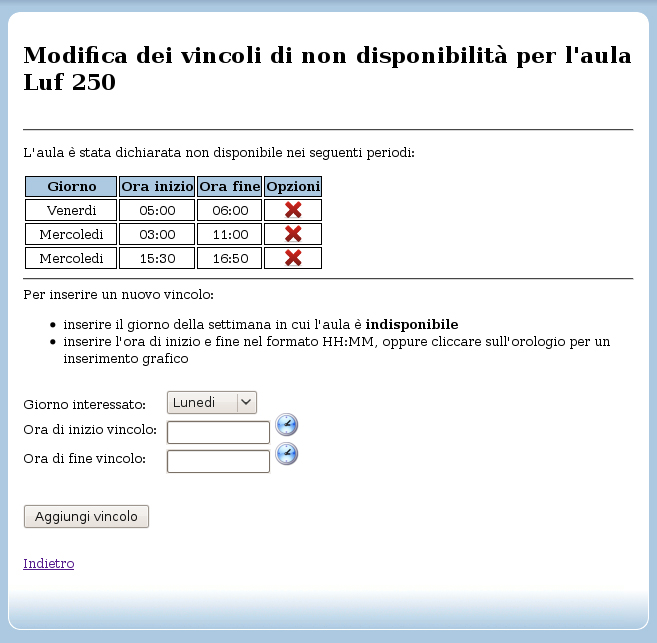 Modifica dei vincoli di non disponibilità per l'aula
Luf 250
L'aula è stata dichiarata non disponibile nei seguenti periodi:
Giorno Ora inizio Ora fine Opzioni
Venerdi 05:00 06:00
Mercoledi 03:00 11:00
Mercoledi 15:30 16:50
Per inserire un nuovo vincolo:
inserire il giorno della settimana in cui l'aula è indisponibile
inserire l'ora di inizio e fine nel formato HH:MM, oppure cliccare sull'orologio per un
inserimento grafico
Giorno interessato: Lunedi
Ora di inizio vincolo:
Ora di fine vincolo:
Aggiungi vincolo
Indietro